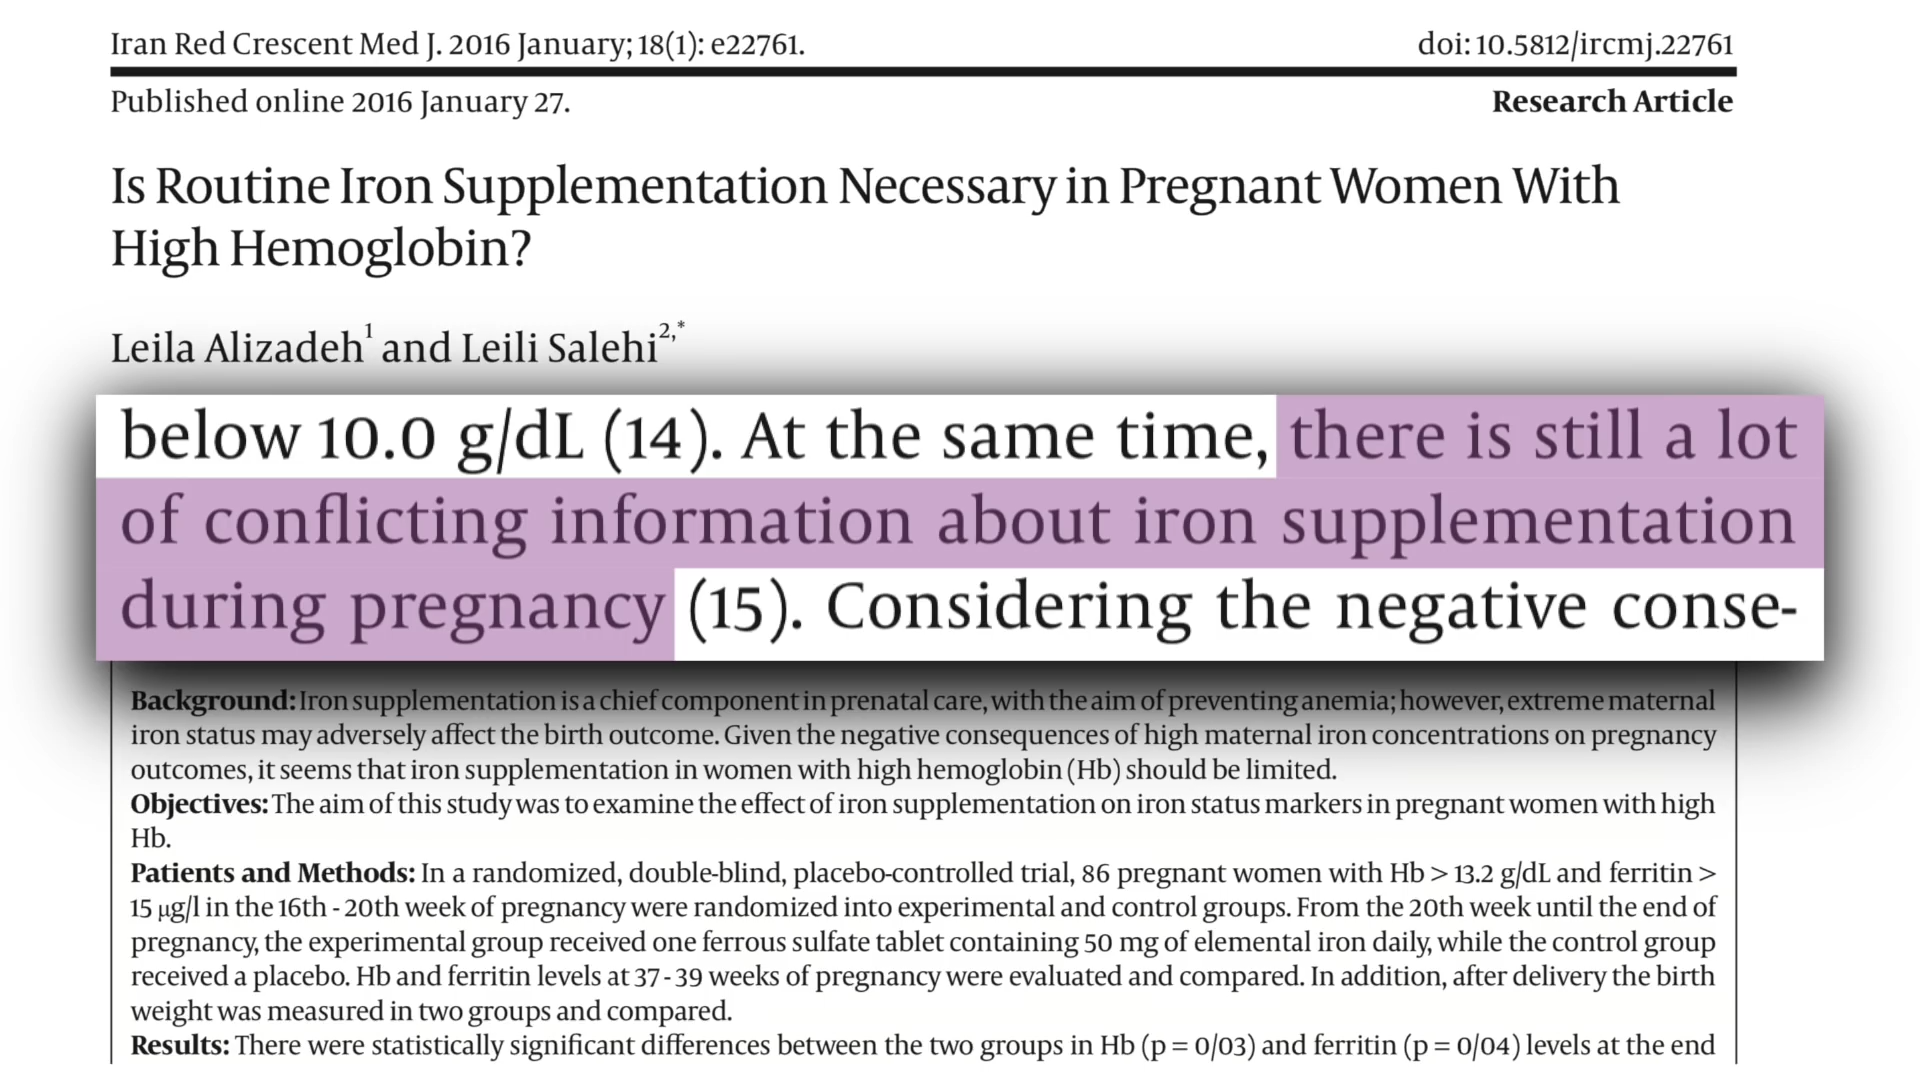 Iran Red Crescent Med J. 2016 January; 18(1): e22761.
doi: 10.5812/ircmj.22761
Published online 2016 January 27.
Research Article
Is Routine Iron Supplementation Necessary in Pregnant Women With
High Hemoglobin?
Leila Alizadeh1 and Leili Salehi2,*
below 10.0 g/dL (14). At the same time, there is still a lot
of conflicting information about iron supplementation
during pregnancy (15). Considering the negative conse-
Background: Iron supplementation is a chief component in prenatal care, with the aim of preventing anemia; however, extreme maternal
iron status may adversely affect the birth outcome. Given the negative consequences of high maternal iron concentrations on pregnancy
outcomes, it seems that iron supplementation in women with high hemoglobin (Hb) should be limited.
Objectives: The aim of this study was to examine the effect of iron supplementation on iron status markers in pregnant women with high
Hb.
Patients and Methods: In a randomized, double-blind, placebo-controlled trial, 86 pregnant women with Hb > 13.2 g/dL and ferritin >
15 μg/l in the 16th - 20th week of pregnancy were randomized into experimental and control groups. From the 20th week until the end of
pregnancy, the experimental group received one ferrous sulfate tablet containing 50 mg of elemental iron daily, while the control group
received a placebo. Hb and ferritin levels at 37 - 39 weeks of pregnancy were evaluated and compared. In addition, after delivery the birth
weight was measured in two groups and compared.
Results: There were statistically significant differences between the two groups in Hb (p = 0/03) and ferritin (p = 0/04) levels at the end